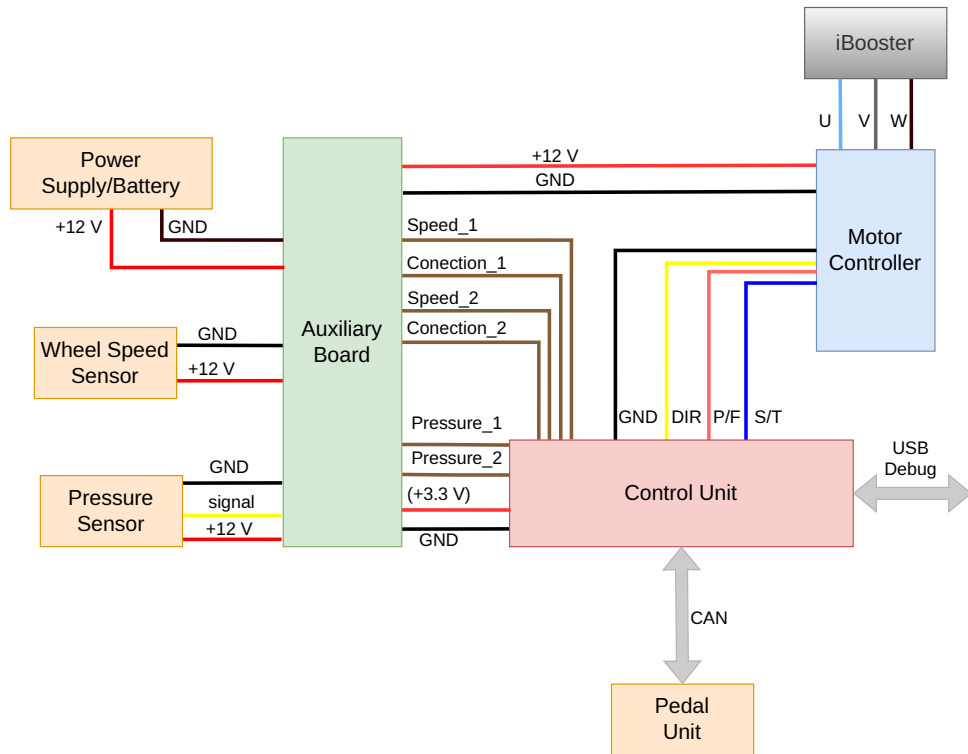 iBooster
U
V
W
Power
Supply/Battery
+12 V
GND
+12 V
GND
Speed_1
Conection_1
Speed_2
Conection_2
Motor
Controller
Auxiliary
Board
Wheel Speed
Sensor
GND
+12 V
GND
DIR
P/F
S/T
Pressure_1
Pressure_2
(+3.3 V)
GND
Control Unit
USB
Debug
Pressure
Sensor
GND
signal
+12 V
CAN
Pedal
Unit